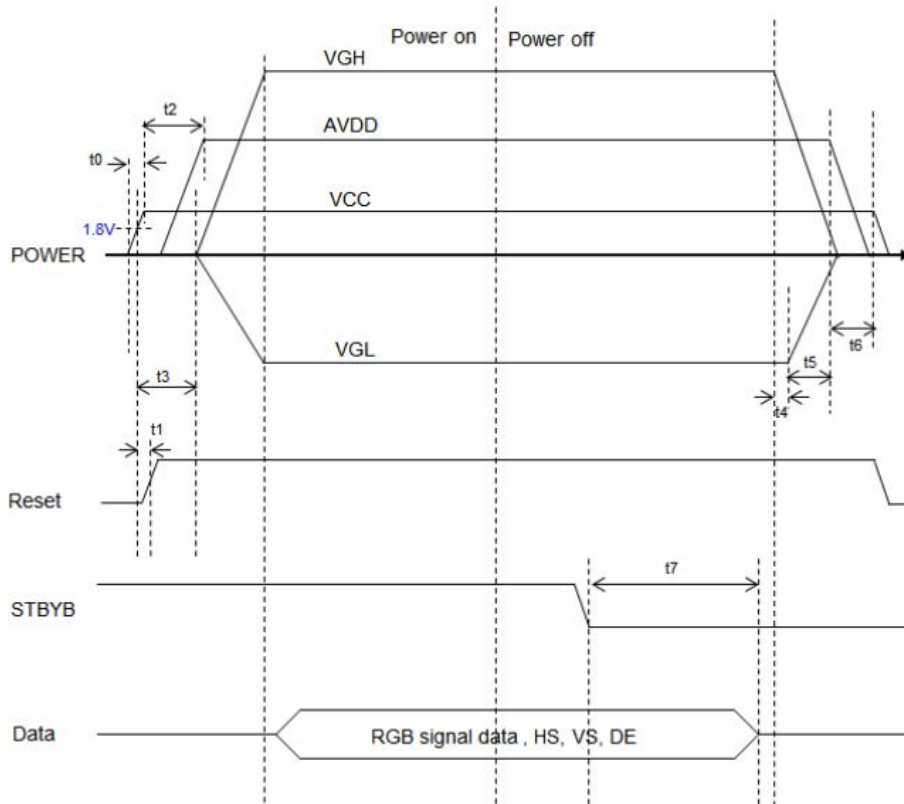 Power on Power off
VGH
t2
AVDD
t0
VCC
1.8V
POWER
t6
VGL
t5
t3
t4
t1
Reset
t7
STBYB
RGB signal data , HS, VS, DE
Data